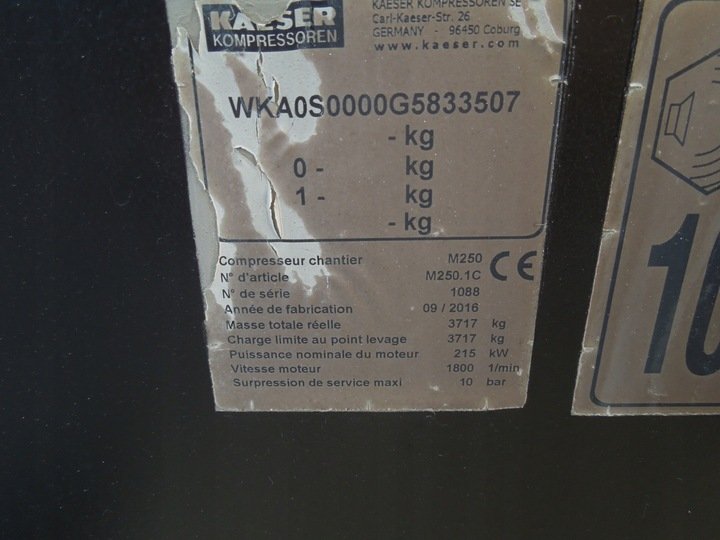 KAESER
KOMPRESSOREN
KAESER KOMPRESSOREN SE
Carl-Kaeser-Str. 26
GERMANY - 96450 Coburg
www.kaeser.com
WKA0S0000G5833507
- kg
0 - kg
1 - kg
- kg
Compresseur chantier M250
N° d'article M250.1C
N° de série 1088
Année de fabrication 09 / 2016
Masse totale réelle 3717 kg
Charge limite au point levage 3717 kg
Puissance nominale du moteur 215 kW
Vitesse moteur 1800 1/min
Surpression de service maxi 10 bar
CE